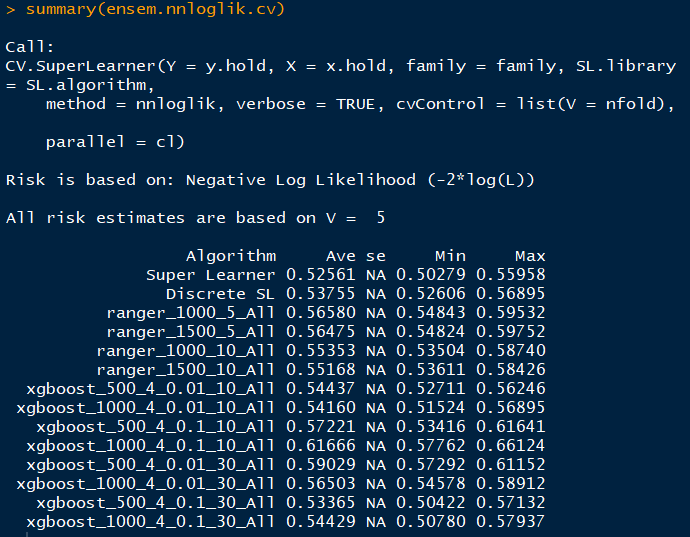 > summary(ensem.nnloglik.cv)
Call:
CV.SuperLearner(Y = y.hold, X = x.hold, family = family, SL.library
= SL.algorithm,
method = nnloglik, verbose = TRUE, cvControl = list(V = nfold),
parallel = cl)
Risk is based on: Negative Log Likelihood (-2*log(L))
All risk estimates are based on V = 5
Algorithm Ave se Min Max
Super Learner 0.52561 NA 0.50279 0.55958
Discrete SL 0.53755 NA 0.52606 0.56895
ranger_1000_5_All 0.56580 NA 0.54843 0.59532
ranger_1500_5_All 0.56475 NA 0.54824 0.59752
ranger_1000_10_All 0.55353 NA 0.53504 0.58740
ranger_1500_10_All 0.55168 NA 0.53611 0.58426
xgboost_500_4_0.01_10_All 0.54437 NA 0.52711 0.56246
xgboost_1000_4_0.01_10_All 0.54160 NA 0.51524 0.56895
xgboost_500_4_0.1_10_All 0.57221 NA 0.53416 0.61641
xgboost_1000_4_0.1_10_All 0.61666 NA 0.57762 0.66124
xgboost_500_4_0.01_30_All 0.59029 NA 0.57292 0.61152
xgboost_1000_4_0.01_30_All 0.56503 NA 0.54578 0.58912
xgboost_500_4_0.1_30_All 0.53365 NA 0.50422 0.57132
xgboost_1000_4_0.1_30_All 0.54429 NA 0.50780 0.57937